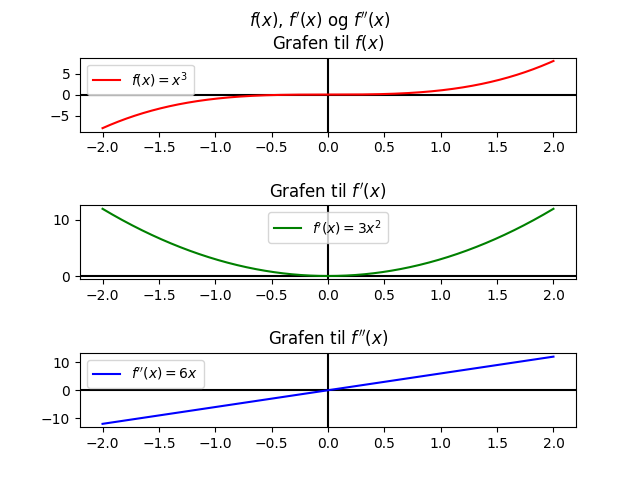 f(x), f′(x) og f″(x)
Grafen til f(x)
f(x) = x³
5
0
−5
−2.0 −1.5 −1.0 −0.5 0.0 0.5 1.0 1.5 2.0
Grafen til f′(x)
f′(x) = 3x²
10
0
−2.0 −1.5 −1.0 −0.5 0.0 0.5 1.0 1.5 2.0
Grafen til f″(x)
f″(x) = 6x
10
0
−10
−2.0 −1.5 −1.0 −0.5 0.0 0.5 1.0 1.5 2.0